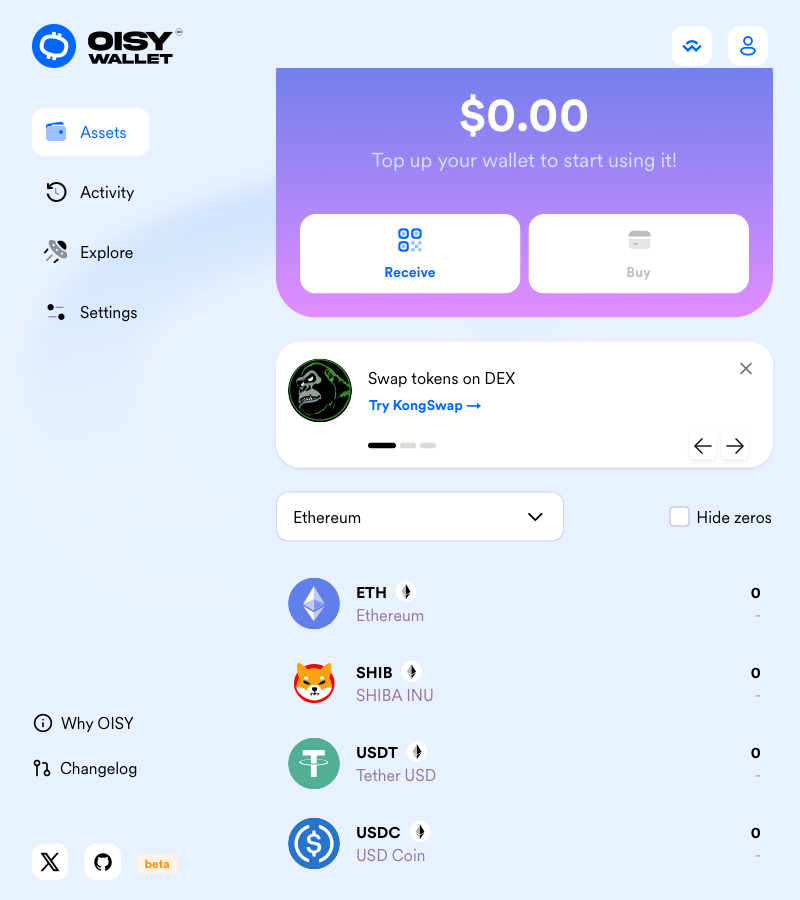 OISY
WALLET
Assets
Activity
Explore
Settings
Why OISY
Changelog
beta
$0.00
Top up your wallet to start using it!
Receive
Buy
Swap tokens on DEX
Try KongSwap →
Ethereum
Hide zeros
ETH
0
Ethereum
-
SHIB
0
SHIBA INU
-
USDT
0
Tether USD
-
USDC
0
USD Coin
-